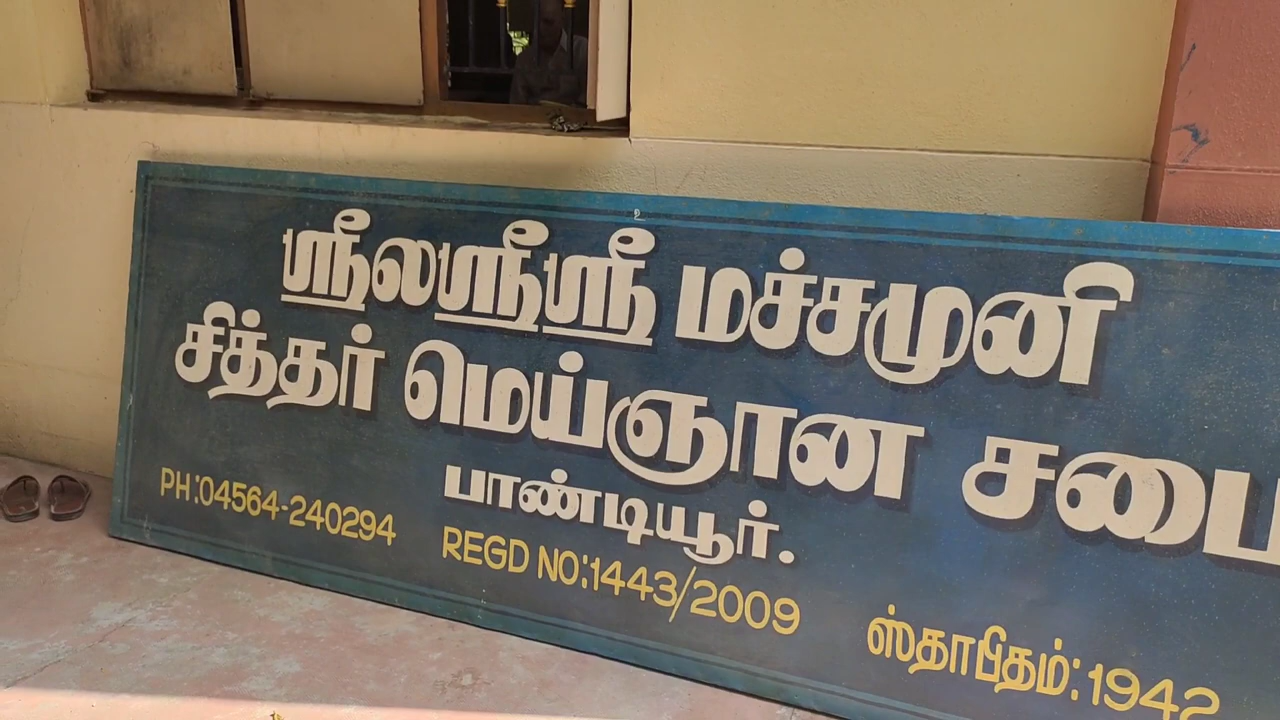 உ
ஸ்ரீலஸ்ரீஸ்ரீ மச்சமுனி
சித்தர் மெய்ஞான சபை
பாண்டியூர்.
PH:04564-240294 REGD NO:1443/2009 ஸ்தாபிதம்:1942